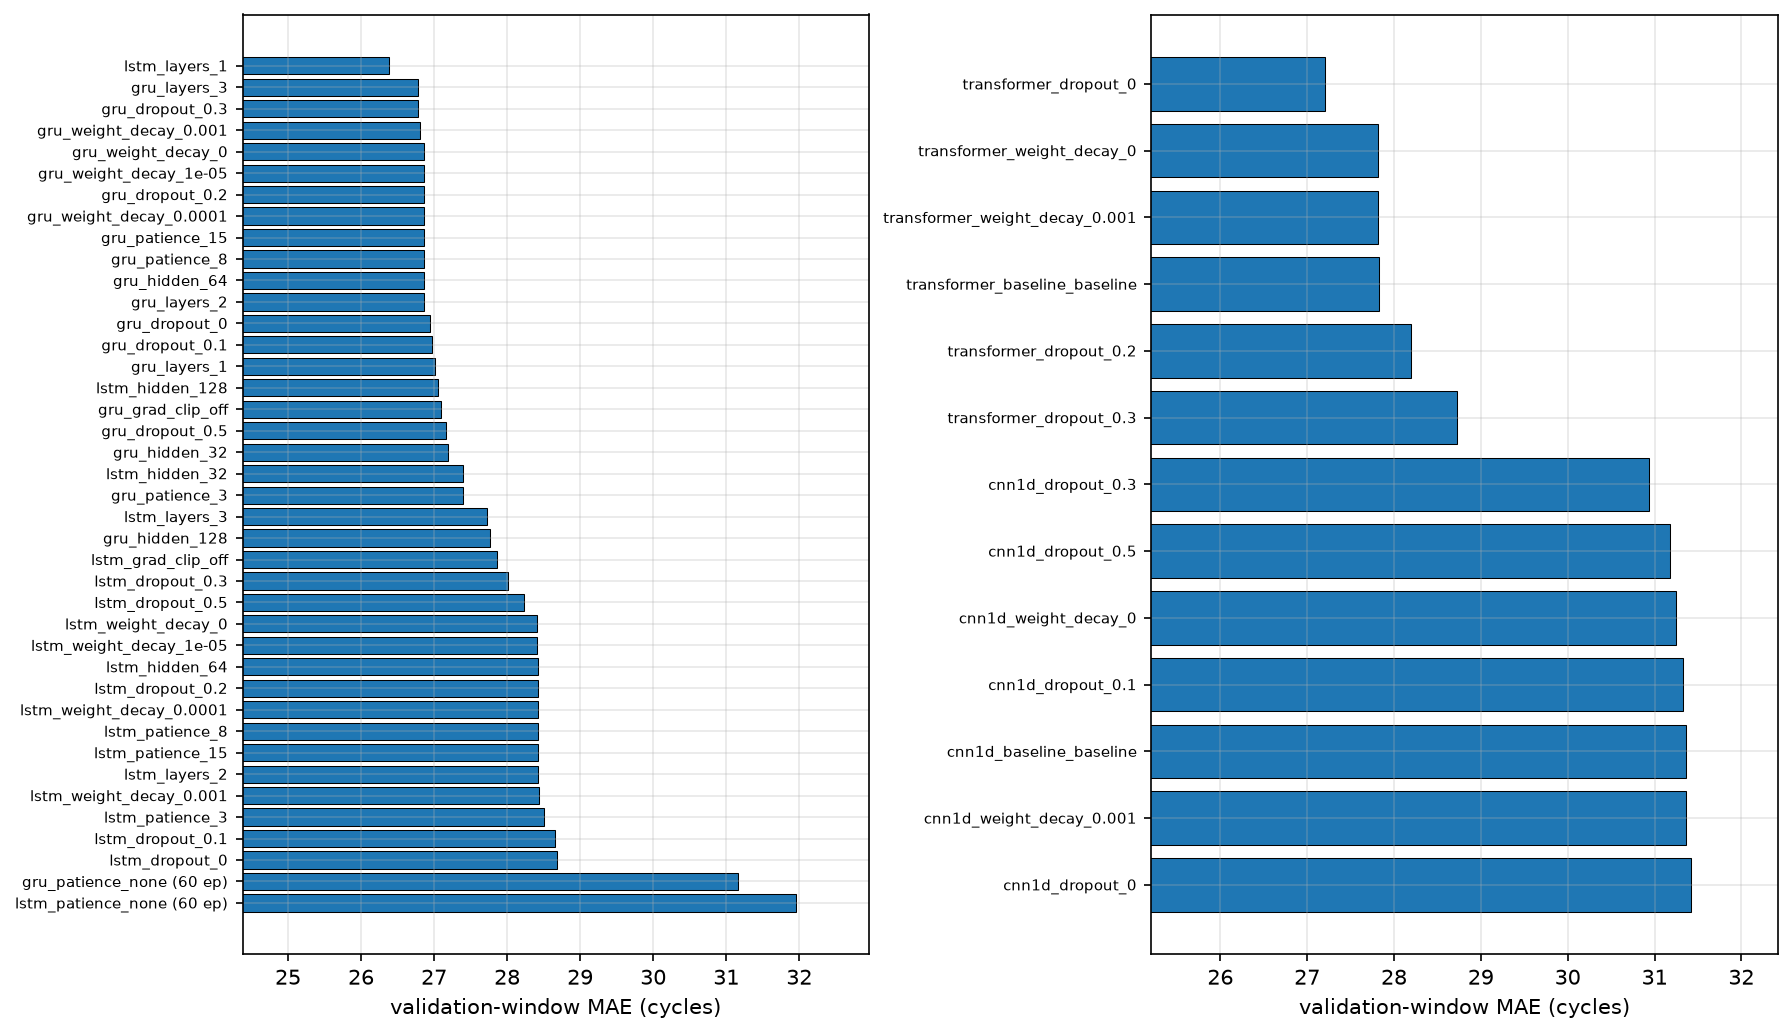 lstm_layers_1
gru_layers_3
gru_dropout_0.3
gru_weight_decay_0.001
gru_weight_decay_0
gru_weight_decay_1e-05
gru_dropout_0.2
gru_weight_decay_0.0001
gru_patience_15
gru_patience_8
gru_hidden_64
gru_layers_2
gru_dropout_0
gru_dropout_0.1
gru_layers_1
lstm_hidden_128
gru_grad_clip_off
gru_dropout_0.5
gru_hidden_32
lstm_hidden_32
gru_patience_3
lstm_layers_3
gru_hidden_128
lstm_grad_clip_off
lstm_dropout_0.3
lstm_dropout_0.5
lstm_weight_decay_0
lstm_weight_decay_1e-05
lstm_hidden_64
lstm_dropout_0.2
lstm_weight_decay_0.0001
lstm_patience_8
lstm_patience_15
lstm_layers_2
lstm_weight_decay_0.001
lstm_patience_3
lstm_dropout_0.1
lstm_dropout_0
gru_patience_none (60 ep)
lstm_patience_none (60 ep)
25 26 27 28 29 30 31 32
validation-window MAE (cycles)
transformer_dropout_0
transformer_weight_decay_0
transformer_weight_decay_0.001
transformer_baseline_baseline
transformer_dropout_0.2
transformer_dropout_0.3
cnn1d_dropout_0.3
cnn1d_dropout_0.5
cnn1d_weight_decay_0
cnn1d_dropout_0.1
cnn1d_baseline_baseline
cnn1d_weight_decay_0.001
cnn1d_dropout_0
26 27 28 29 30 31 32
validation-window MAE (cycles)